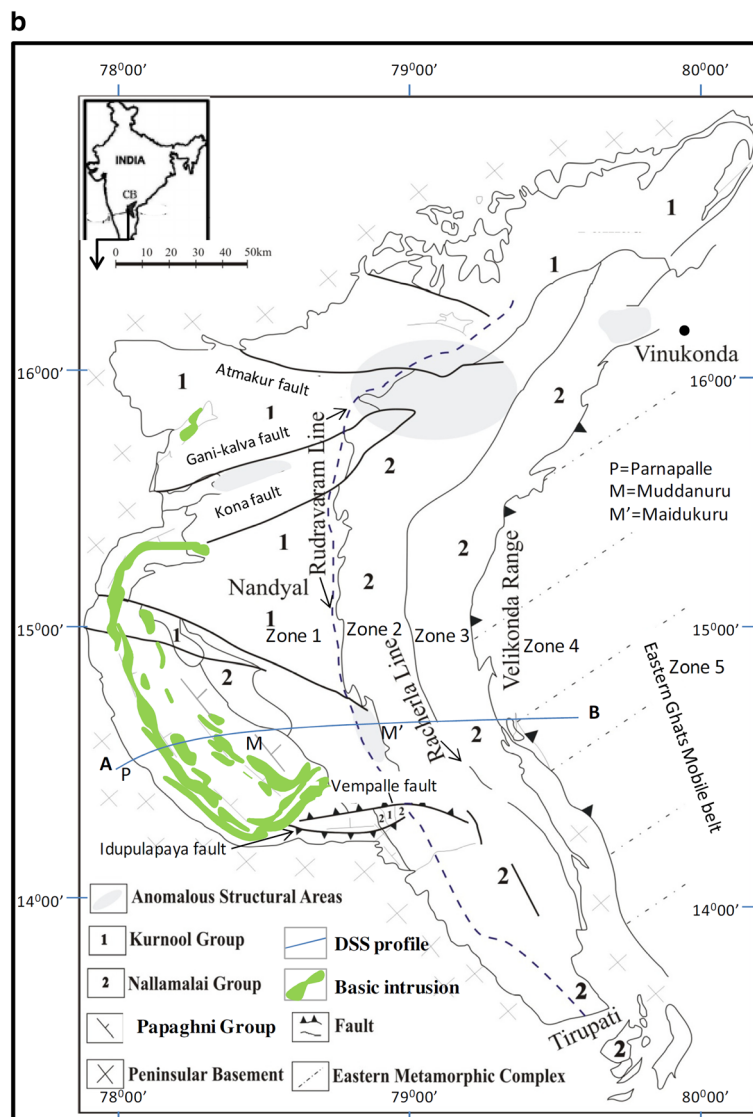 b
78⁰00’ 79⁰00’ 80⁰00’
INDIA
CB
0 10 20 30 40 50km
1
1
16⁰00’
Vinukonda
16⁰00’
1
Atmakur fault
1
2
Gani-kalva fault
2
Rudravaram Line
P=Parnapalle
M=Muddanuru
M’=Maidukuru
Kona fault
1
2
2
Velikonda Range
Nandyal
1
15⁰00’
Zone 1
Zone 2
Zone 3
Zone 4
15⁰00’
1
2
Racherla Line
Zone 5
Eastern Ghats Mobile belt
A
P
M
M’
2
B
Vempalle fault
2 1 2
Idupulapaya fault
2
14⁰00’
14⁰00’
Anomalous Structural Areas
1 Kurnool Group
DSS profile
2 Nallamalai Group
Basic intrusion
2
Papaghni Group
Fault
Tirupati
2
Peninsular Basement
Eastern Metamorphic Complex
78⁰00’ 79⁰00’ 80⁰00’